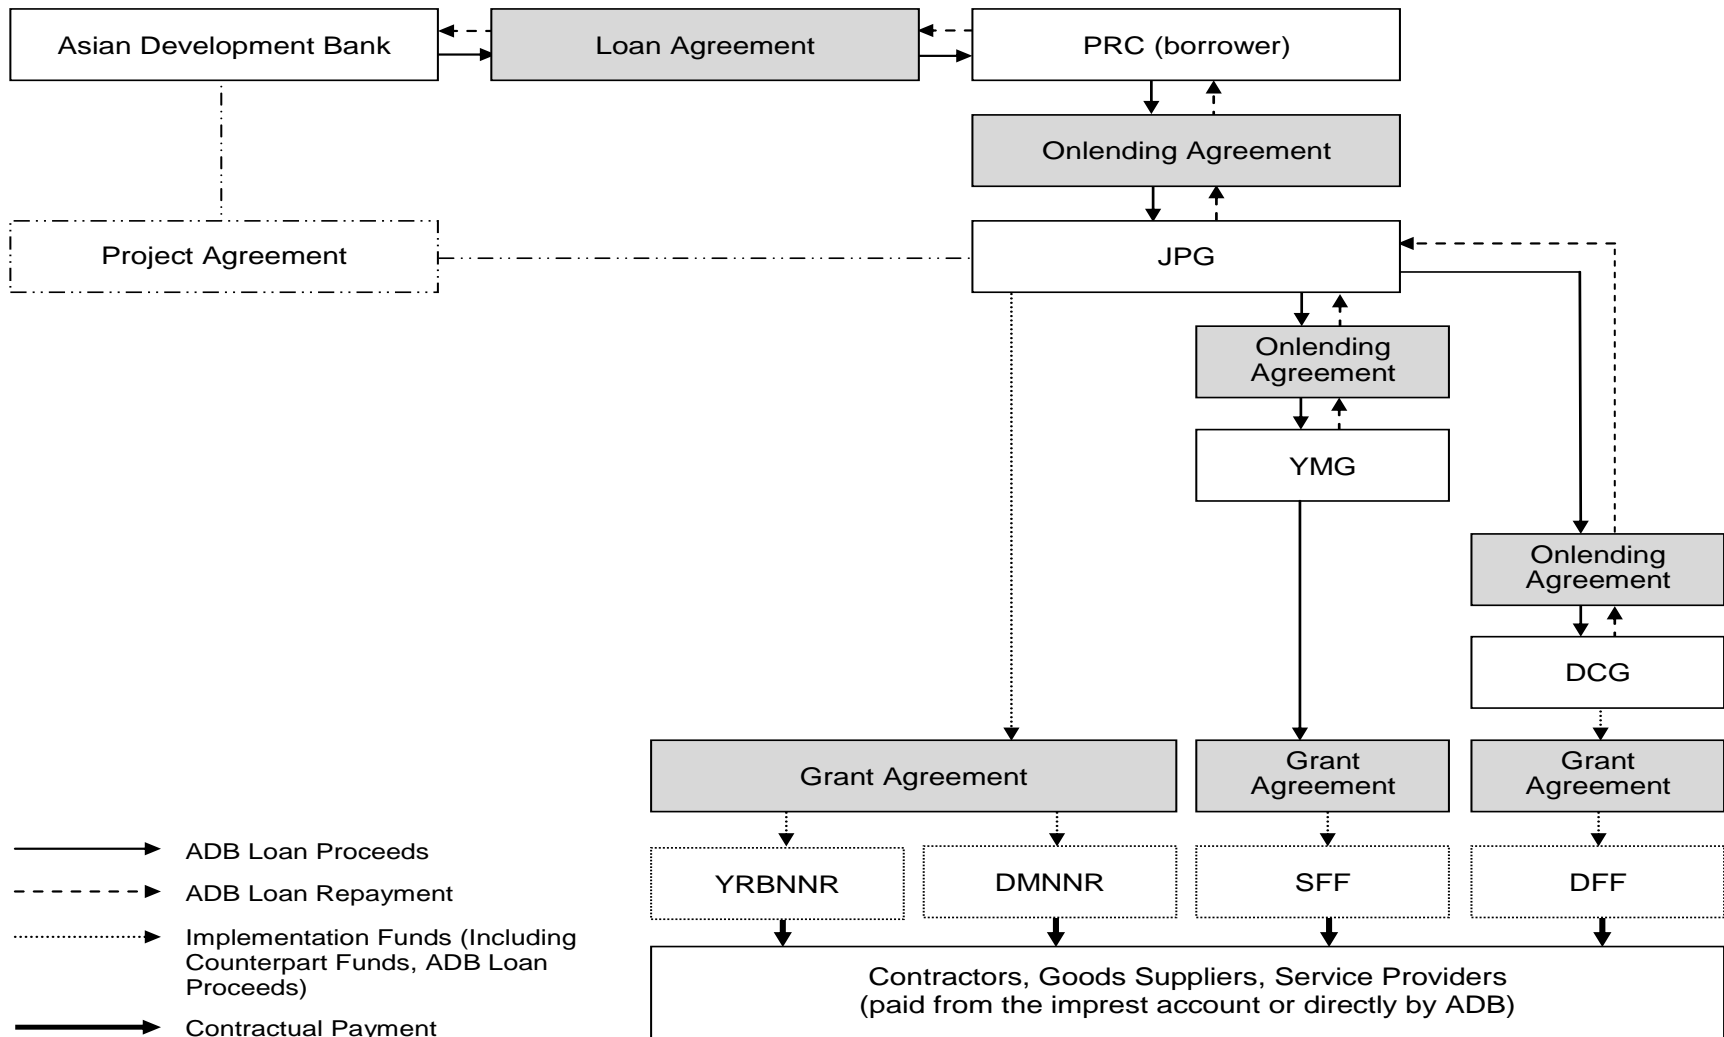 Asian Development Bank
Loan Agreement
PRC (borrower)
Onlending Agreement
Project Agreement
JPG
Onlending
Agreement
YMG
Onlending
Agreement
DCG
Grant Agreement
Grant
Agreement
Grant
Agreement
YRBNNR
DMNNR
SFF
DFF
Contractors, Goods Suppliers, Service Providers
(paid from the imprest account or directly by ADB)
ADB Loan Proceeds
ADB Loan Repayment
Implementation Funds (Including
Counterpart Funds, ADB Loan
Proceeds)
Contractual Payment